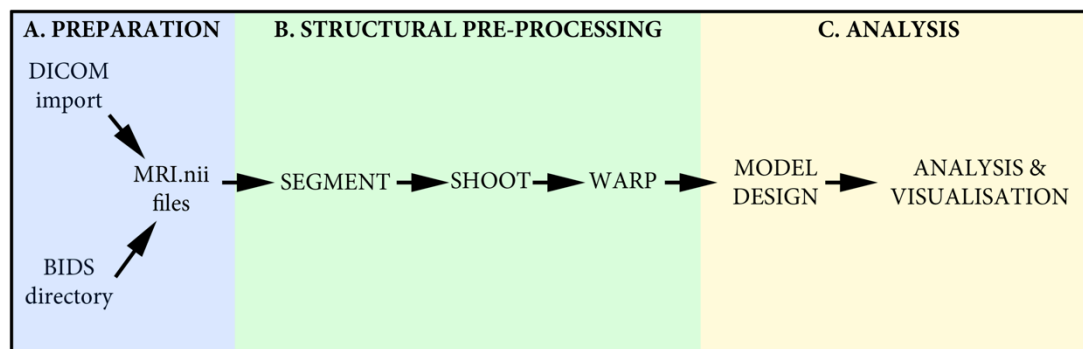 A. PREPARATION
B. STRUCTURAL PRE-PROCESSING
C. ANALYSIS
DICOM
import
MRI.nii
files
BIDS
directory
SEGMENT
SHOOT
WARP
MODEL
DESIGN
ANALYSIS &
VISUALISATION